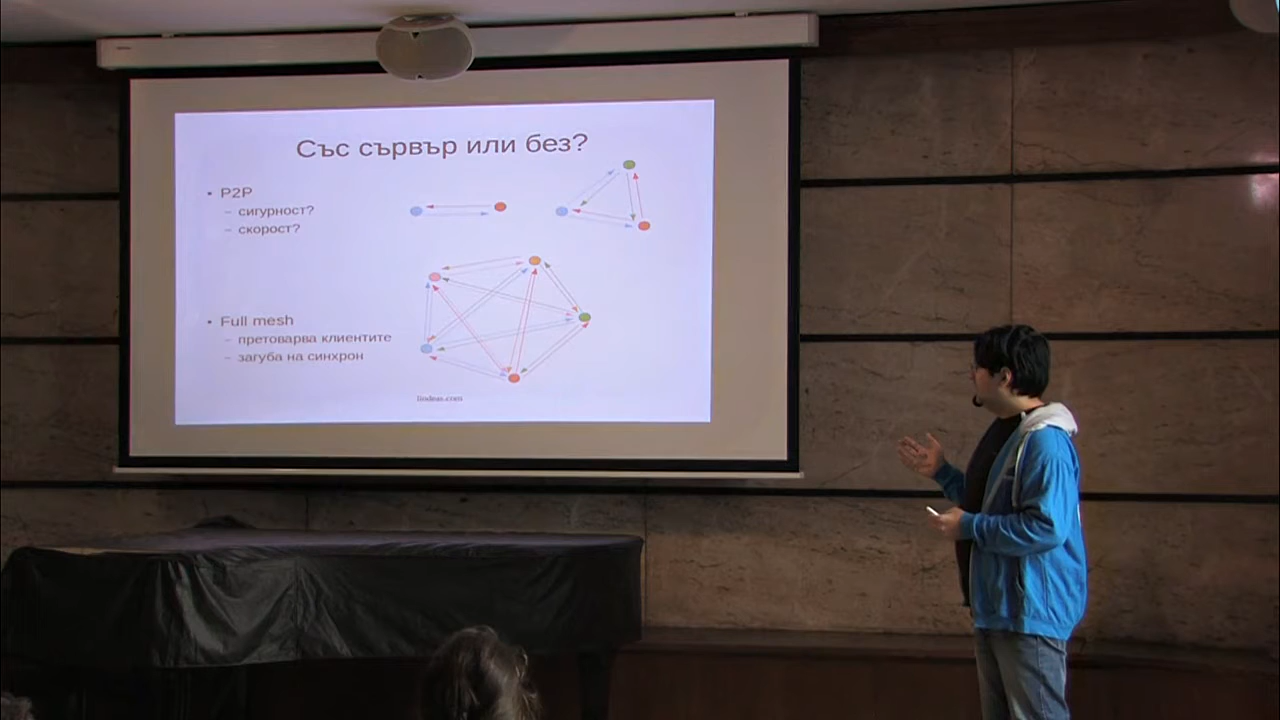 Със сървър или без?
• P2P
– сигурност?
– скорост?
• Full mesh
– претоварва клиентите
– загуба на синхрон